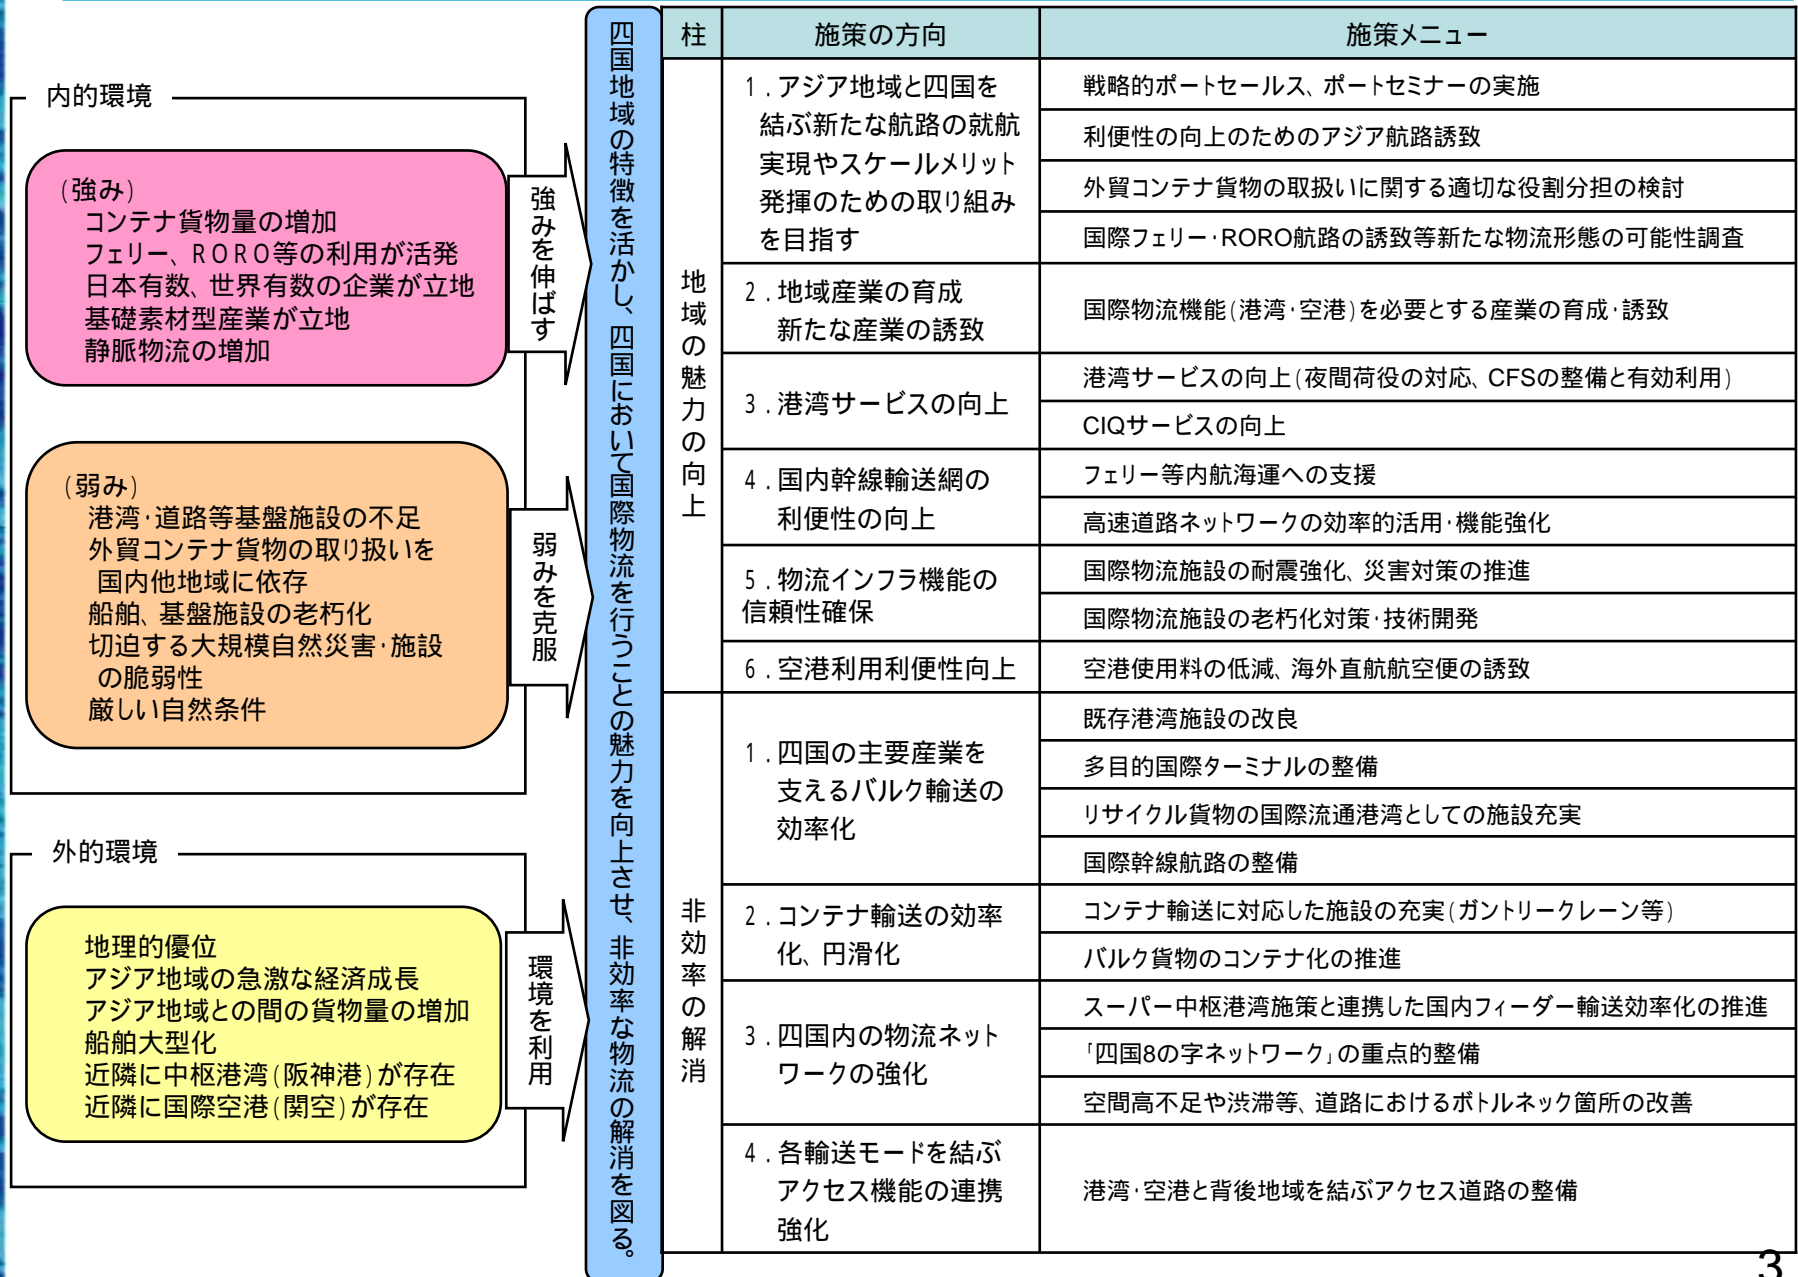 内的環境
(強み)
コンテナ貨物量の増加
フェリー、RORO等の利用が活発
日本有数、世界有数の企業が立地
基礎素材型産業が立地
静脈物流の増加
強みを伸ばす
(弱み)
港湾・道路等基盤施設の不足
外貿コンテナ貨物の取り扱いを
国内他地域に依存
船舶、基盤施設の老朽化
切迫する大規模自然災害・施設
の脆弱性
厳しい自然条件
弱みを克服
外的環境
地理的優位
アジア地域の急激な経済成長
アジア地域との間の貨物量の増加
船舶大型化
近隣に中枢港湾(阪神港)が存在
近隣に国際空港(関空)が存在
環境を利用
四国地域の特徴を活かし、四国において国際物流を行うことの魅力を向上させ、非効率な物流の解消を図る。
柱
施策の方向
施策メニュー
地域の魅力の向上
1.アジア地域と四国を
結ぶ新たな航路の就航
実現やスケールメリット
発揮のための取り組み
を目指す
戦略的ポートセールス、ポートセミナーの実施
利便性の向上のためのアジア航路誘致
外貿コンテナ貨物の取扱いに関する適切な役割分担の検討
国際フェリー・RORO航路の誘致等新たな物流形態の可能性調査
2.地域産業の育成
新たな産業の誘致
国際物流機能(港湾・空港)を必要とする産業の育成・誘致
3.港湾サービスの向上
港湾サービスの向上(夜間荷役の対応、CFSの整備と有効利用)
CIQサービスの向上
4.国内幹線輸送網の
利便性の向上
フェリー等内航海運への支援
高速道路ネットワークの効率的活用・機能強化
5.物流インフラ機能の
信頼性確保
国際物流施設の耐震強化、災害対策の推進
国際物流施設の老朽化対策・技術開発
6.空港利用利便性向上
空港使用料の低減、海外直航航空便の誘致
非効率の解消
1.四国の主要産業を
支えるバルク輸送の
効率化
既存港湾施設の改良
多目的国際ターミナルの整備
リサイクル貨物の国際流通港湾としての施設充実
国際幹線航路の整備
2.コンテナ輸送の効率
化、円滑化
コンテナ輸送に対応した施設の充実(ガントリークレーン等)
バルク貨物のコンテナ化の推進
3.四国内の物流ネット
ワークの強化
スーパー中枢港湾施策と連携した国内フィーダー輸送効率化の推進
「四国8の字ネットワーク」の重点的整備
空間高不足や渋滞等、道路におけるボトルネック箇所の改善
4.各輸送モードを結ぶ
アクセス機能の連携
強化
港湾・空港と背後地域を結ぶアクセス道路の整備
3